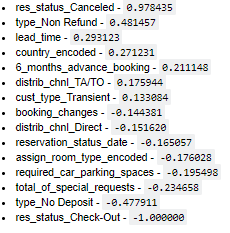 • res_status_Canceled - 0.978435
• type_Non Refund - 0.481457
• lead_time - 0.293123
• country_encoded - 0.271231
• 6_months_advance_booking - 0.211148
• distrib_chnl_TA/TO - 0.175944
• cust_type_Transient - 0.133084
• booking_changes - -0.144381
• distrib_chnl_Direct - -0.151620
• reservation_status_date - -0.165057
• assign_room_type_encoded - -0.176028
• required_car_parking_spaces - -0.195498
• total_of_special_requests - -0.234658
• type_No Deposit - -0.477911
• res_status_Check-Out - -1.000000